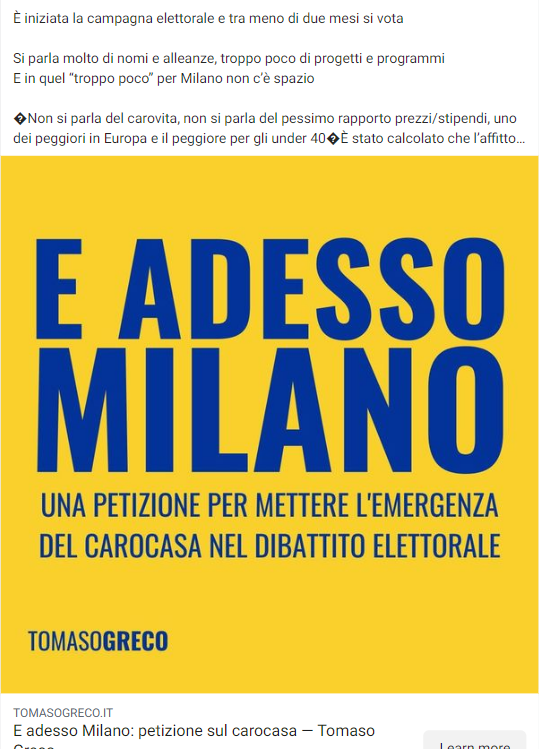 È iniziata la campagna elettorale e tra meno di due mesi si vota
Si parla molto di nomi e alleanze, troppo poco di progetti e programmi
E in quel “troppo poco” per Milano non c’è spazio
�Non si parla del carovita, non si parla del pessimo rapporto prezzi/stipendi, uno
dei peggiori in Europa e il peggiore per gli under 40�È stato calcolato che l’affitto...
E ADESSO
MILANO
UNA PETIZIONE PER METTERE L'EMERGENZA
DEL CAROCASA NEL DIBATTITO ELETTORALE
TOMASOGRECO
TOMASOGRECO.IT
E adesso Milano: petizione sul carocasa — Tomaso
Greco
Learn more